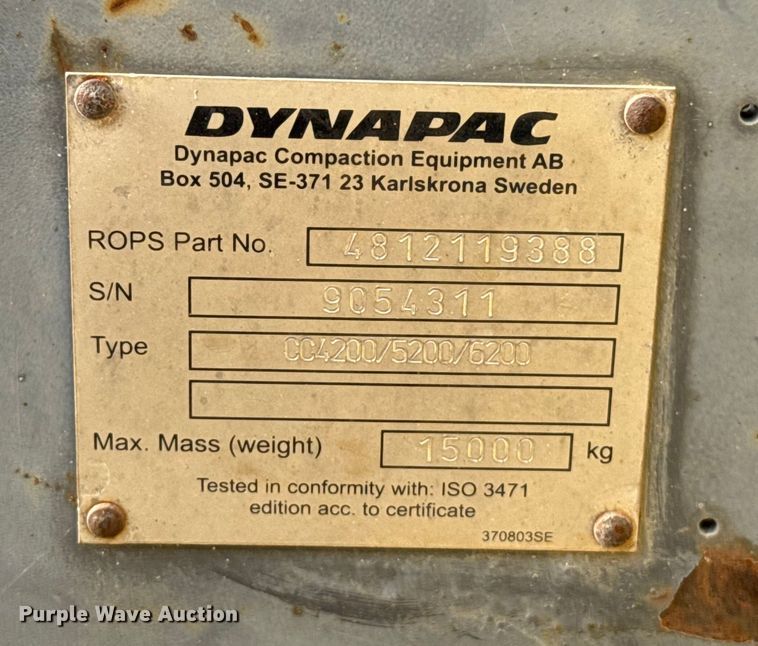 DYNAPAC
Dynapac Compaction Equipment AB
Box 504, SE-371 23 Karlskrona Sweden
ROPS Part No. 4812119388
S/N 9054311
Type CC4200/5200/6200
Max. Mass (weight) 15000 kg
Tested in conformity with: ISO 3471
edition acc. to certificate
370803SE
Purple Wave Auction